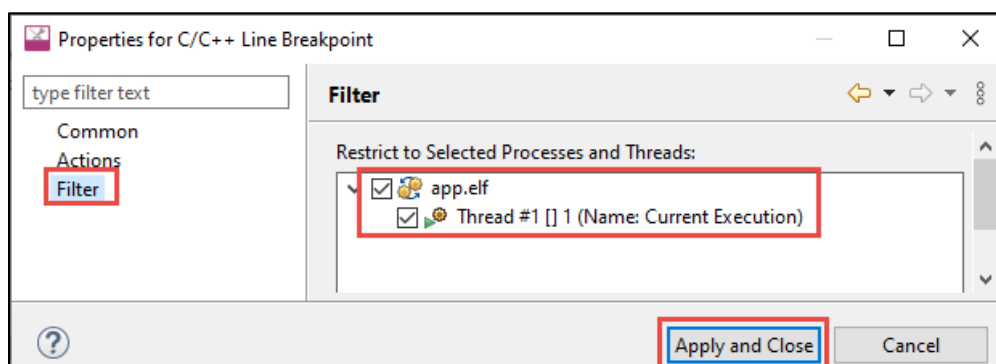 Properties for C/C++ Line Breakpoint
type filter text
Common
Actions
Filter
Filter
Restrict to Selected Processes and Threads:
app.elf
Thread #1 [] 1 (Name: Current Execution)
?
Apply and Close
Cancel